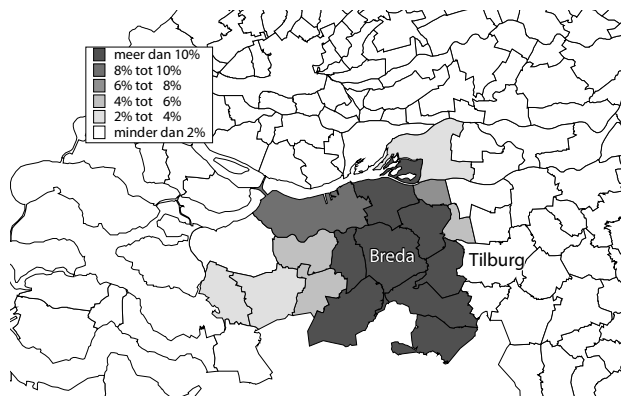 meer dan 10%
8% tot 10%
6% tot 8%
4% tot 6%
2% tot 4%
minder dan 2%
Breda
Tilburg